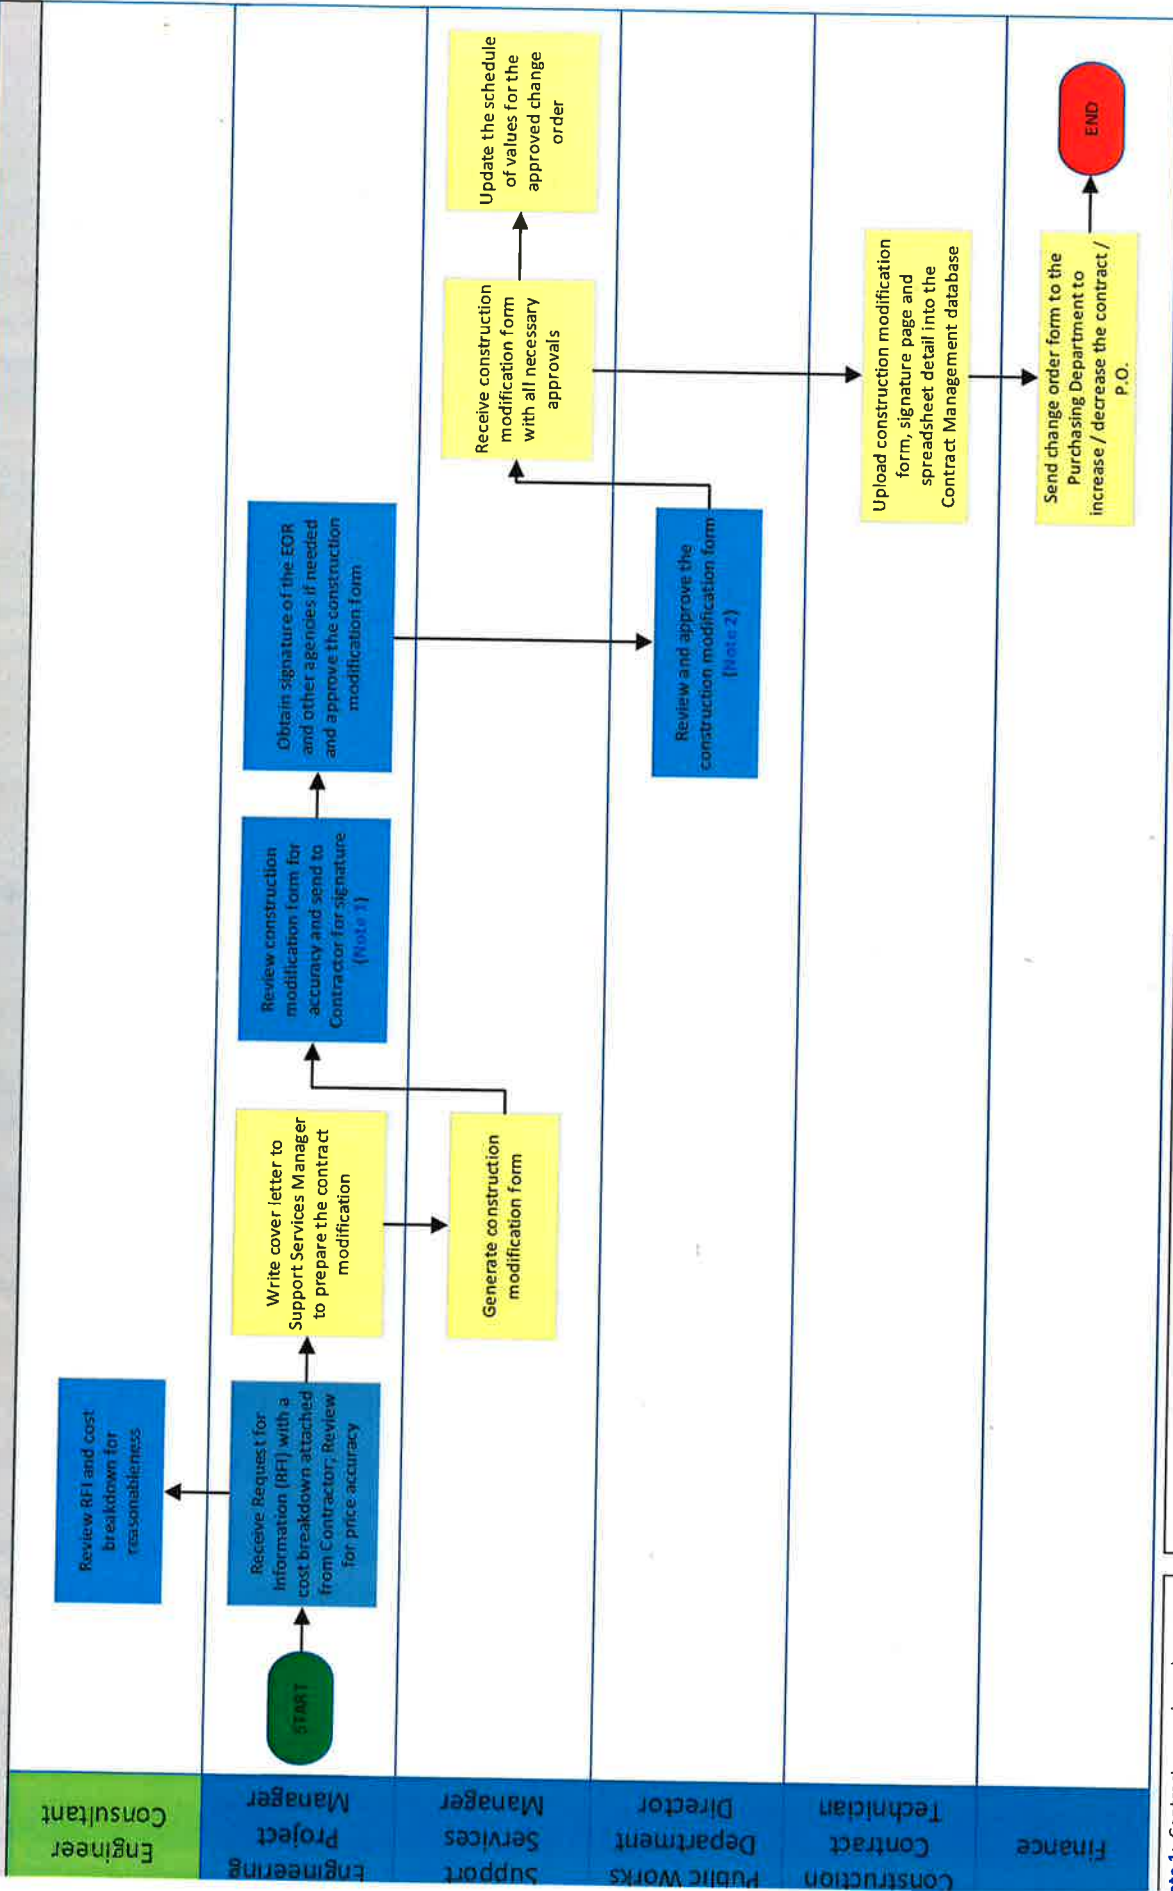 Engineer
Consultant
Review RFI and cost
breakdown for
reasonableness
Engineering
Project
Manager
START
Receive Request for
Information (RFI) with a
cost breakdown attached
from Contractor; Review
for price accuracy
Write cover letter to
Support Services Manager
to prepare the contract
modification
Review construction
modification form for
accuracy and send to
Contractor for signature
(Note 1)
Obtain signature of the EOR
and other agencies if needed
and approve the construction
modification form
Support
Services
Manager
Generate construction
modification form
Receive construction
modification form
with all necessary
approvals
Update the schedule
of values for the
approved change
order
Public Works
Department
Director
Review and approve the
construction modification form
(Note 2)
Construction
Contract
Technician
Upload construction modification
form, signature page and
spreadsheet detail into the
Contract Management database
Finance
Send change order form to the
Purchasing Department to
increase / decrease the contract /
P.O.
END